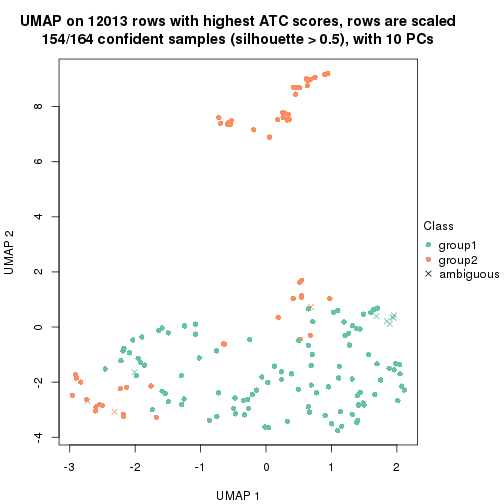 UMAP on 12013 rows with highest ATC scores, rows are scaled
154/164 confident samples (silhouette > 0.5), with 10 PCs
8
6
4
2
0
-2
-4
UMAP 2
-3
-2
-1
0
1
2
UMAP 1
Class
group1
group2
ambiguous